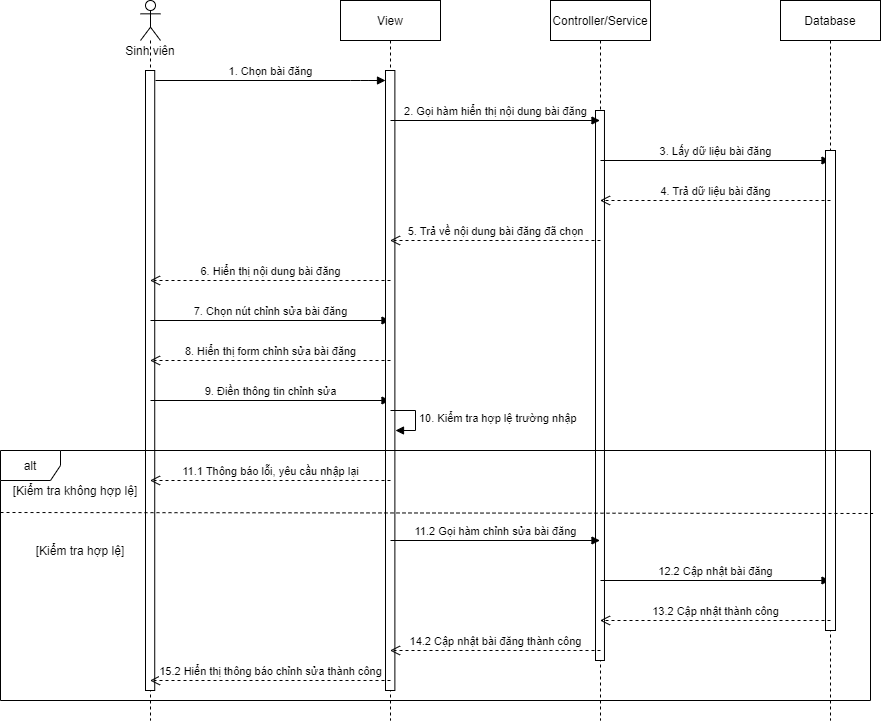 View
Controller/Service
Database
Sinh viên
1. Chọn bài đăng
2. Gọi hàm hiển thị nội dung bài đăng
3. Lấy dữ liệu bài đăng
4. Trả dữ liệu bài đăng
5. Trả về nội dung bài đăng đã chọn
6. Hiển thị nội dung bài đăng
7. Chọn nút chỉnh sửa bài đăng
8. Hiển thị form chỉnh sửa bài đăng
9. Điền thông tin chỉnh sửa
10. Kiểm tra hợp lệ trường nhập
alt
11.1 Thông báo lỗi, yêu cầu nhập lại
[Kiểm tra không hợp lệ]
11.2 Gọi hàm chỉnh sửa bài đăng
[Kiểm tra hợp lệ]
12.2 Cập nhật bài đăng
13.2 Cập nhật thành công
14.2 Cập nhật bài đăng thành công
15.2 Hiển thị thông báo chỉnh sửa thành công